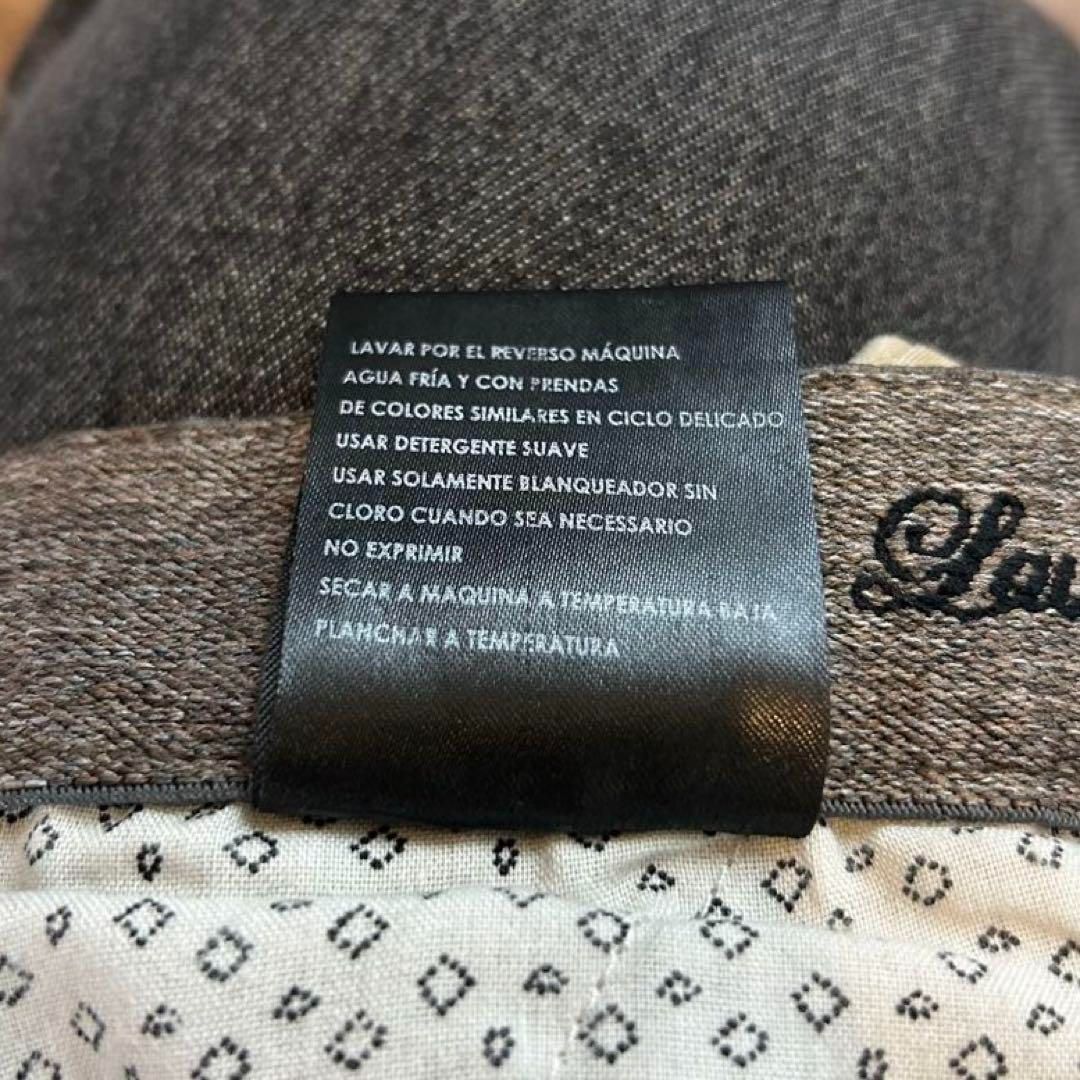 LAVAR POR EL REVERSO MÁQUINA
AGUA FRÍA Y CON PRENDAS
DE COLORES SIMILARES EN CICLO DELICADO
USAR DETERGENTE SUAVE
USAR SOLAMENTE BLANQUEADOR SIN
CLORO CUANDO SEA NECESSARIO
NO EXPRIMIR
SECAR A MAQUINA A TEMPERATURA BAJA
PLANCHAR A TEMPERATURA